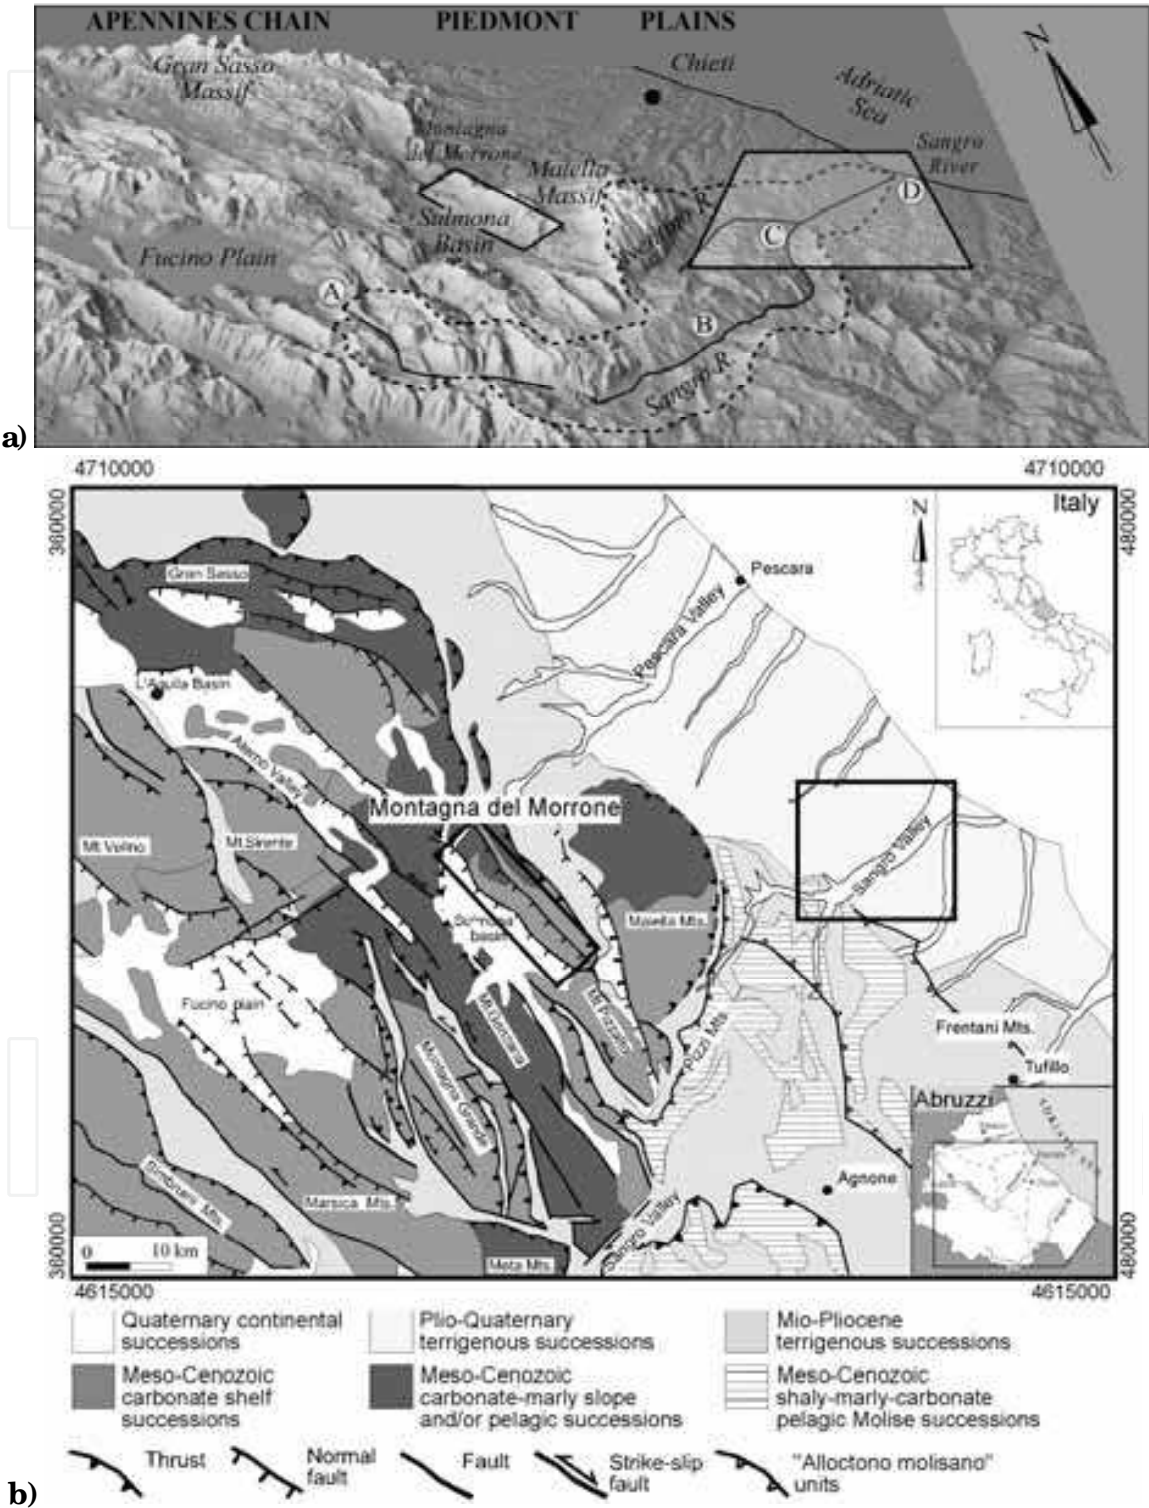 APENNINES CHAIN PIEDMONT PLAINS
Gran Sasso
Massif
Chieti
Adriatic
Sea
N
Montagna
del Morrone
Maiella
Massif
Sangro
River
Sulmona
Basin
Aventino R.
D
C
Fucino Plain
A
B
Sangro R.
a)
4710000 4710000
360000
480000
N
Italy
Gran Sasso
Pescara
Pescara Valley
L'Aquila Basin
Aterno Valley
Montagna del Morrone
Mt.Velino
Mt.Sirente
Sangro Valley
Sulmona
basin
Maiella Mts.
Fucino plain
Mt.Genzana
Mt.Pizzalto
Pizzi Mts.
Frentani Mts.
Montagna Grande
Tufillo
Abruzzi
ADRIATIC SEA
Simbruini Mts.
Marsica Mts.
Agnone
Sangro Valley
Meta Mts.
0 10 km
360000
480000
4615000 4615000
Quaternary continental
successions
Plio-Quaternary
terrigenous successions
Mio-Pliocene
terrigenous successions
Meso-Cenozoic
carbonate shelf
successions
Meso-Cenozoic
carbonate-marly slope
and/or pelagic successions
Meso-Cenozoic
shaly-marly-carbonate
pelagic Molise successions
Thrust
Normal
fault
Fault
Strike-slip
fault
"Alloctono molisano"
units
b)